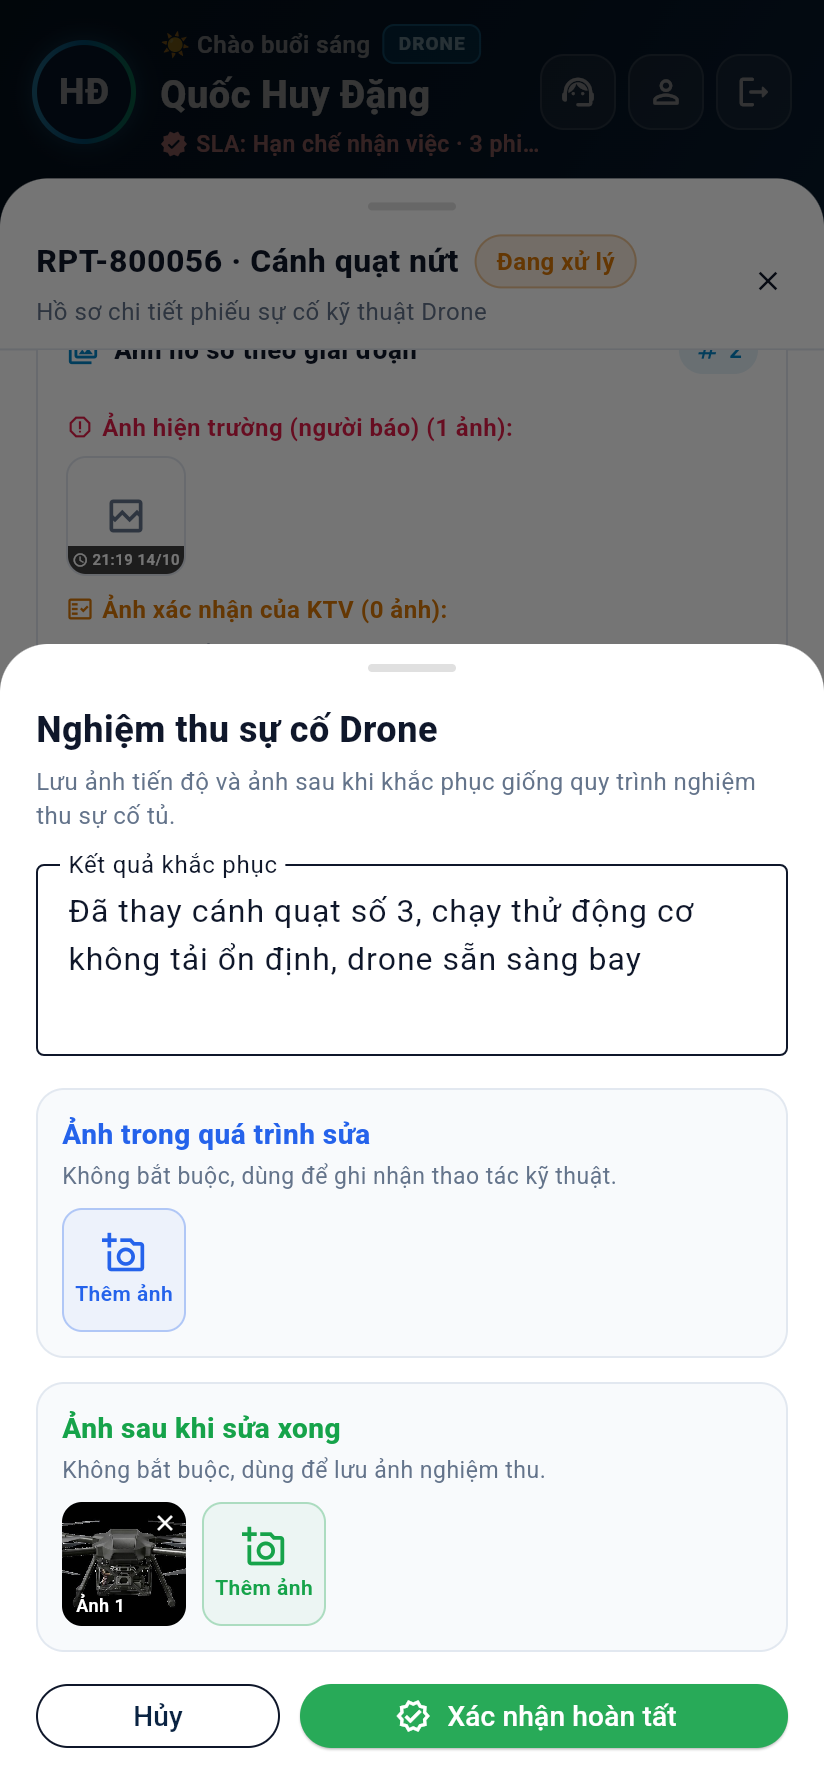 HĐ
☀️ Chào buổi sáng DRONE
Quốc Huy Đặng
SLA: Hạn chế nhận việc · 3 phi...
RPT-800056 · Cánh quạt nứt Đang xử lý
Hồ sơ chi tiết phiếu sự cố kỹ thuật Drone
Ảnh hồ sơ theo giai đoạn # 2
Ảnh hiện trường (người báo) (1 ảnh):
21:19 14/10
Ảnh xác nhận của KTV (0 ảnh):
Nghiệm thu sự cố Drone
Lưu ảnh tiến độ và ảnh sau khi khắc phục giống quy trình nghiệm
thu sự cố tủ.
Kết quả khắc phục
Đã thay cánh quạt số 3, chạy thử động cơ
không tải ổn định, drone sẵn sàng bay
Ảnh trong quá trình sửa
Không bắt buộc, dùng để ghi nhận thao tác kỹ thuật.
Thêm ảnh
Ảnh sau khi sửa xong
Không bắt buộc, dùng để lưu ảnh nghiệm thu.
Ảnh 1
Thêm ảnh
Hủy
Xác nhận hoàn tất